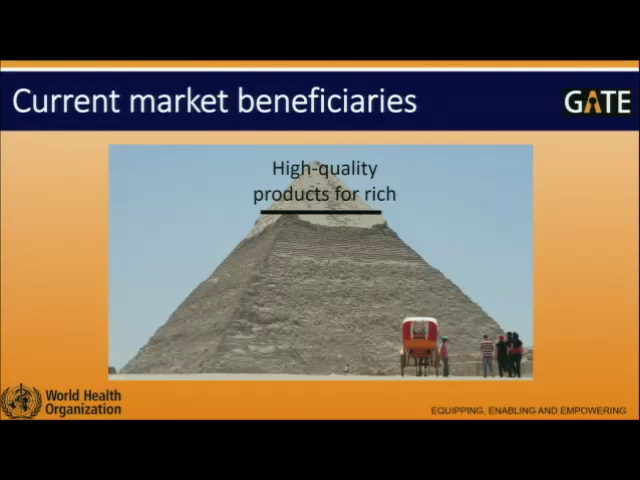 Current market beneficiaries
GATE
High-quality
products for rich
World Health
Organization
EQUIPPING, ENABLING AND EMPOWERING